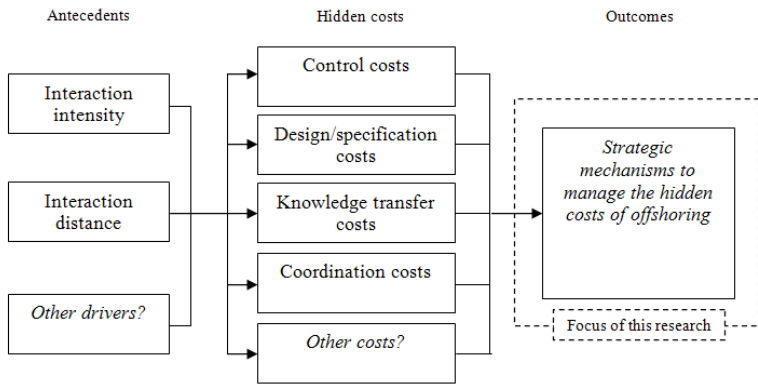 Antecedents
Hidden costs
Outcomes
Interaction
intensity
Interaction
distance
Other drivers?
Control costs
Design/specification
costs
Knowledge transfer
costs
Coordination costs
Other costs?
Strategic
mechanisms to
manage the hidden
costs of offshoring
Focus of this research